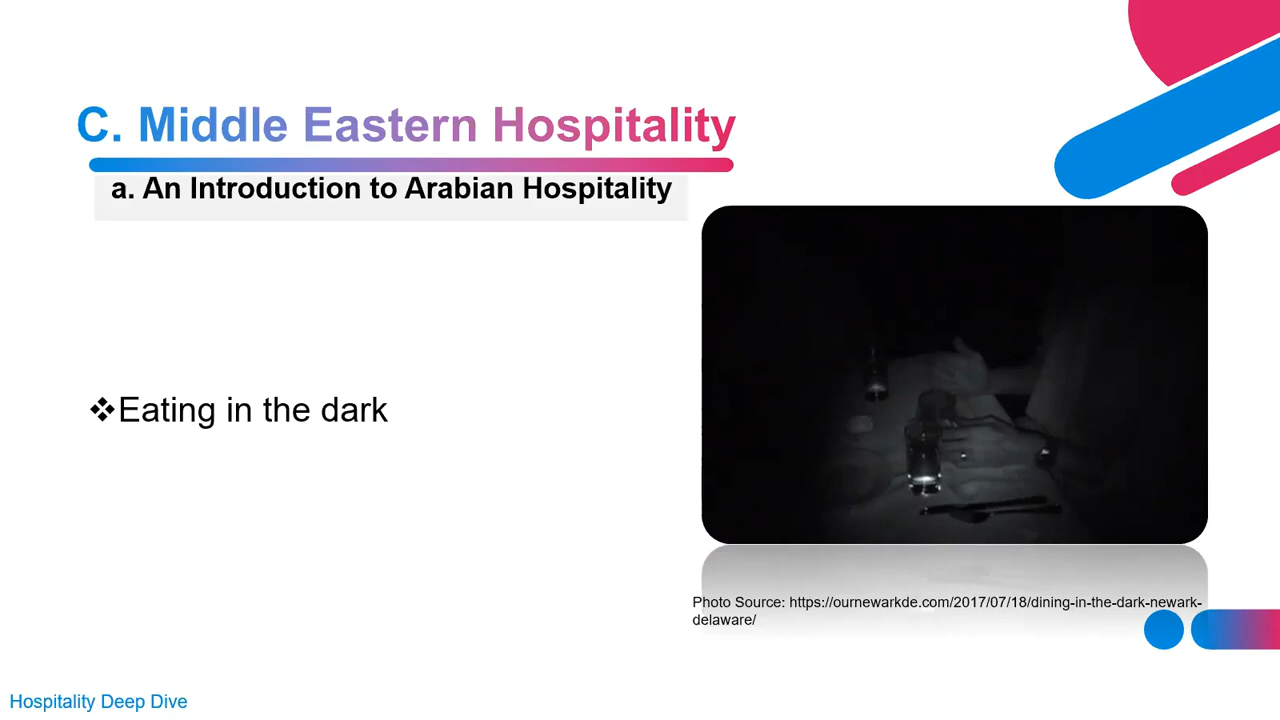 C. Middle Eastern Hospitality
a. An Introduction to Arabian Hospitality
❖Eating in the dark
Photo Source: https://ournewarkde.com/2017/07/18/dining-in-the-dark-newark-
delaware/
Hospitality Deep Dive